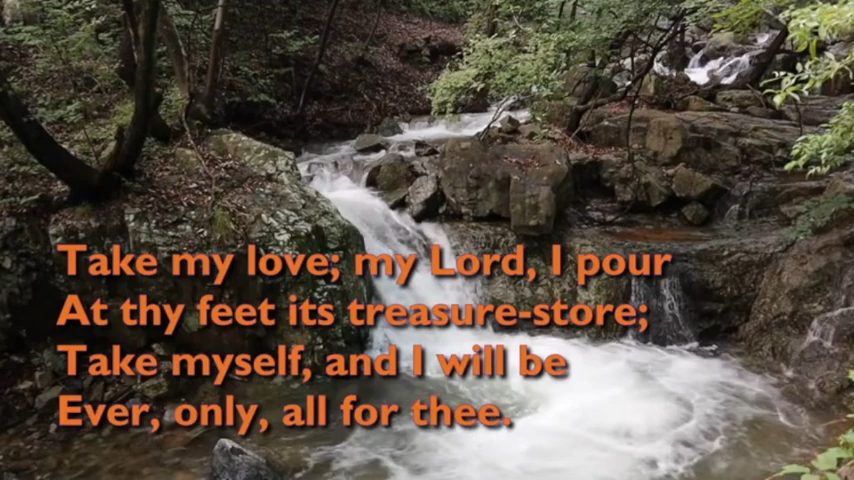 Take my love; my Lord, I pour
At thy feet its treasure-store;
Take myself, and I will be
Ever, only, all for thee.